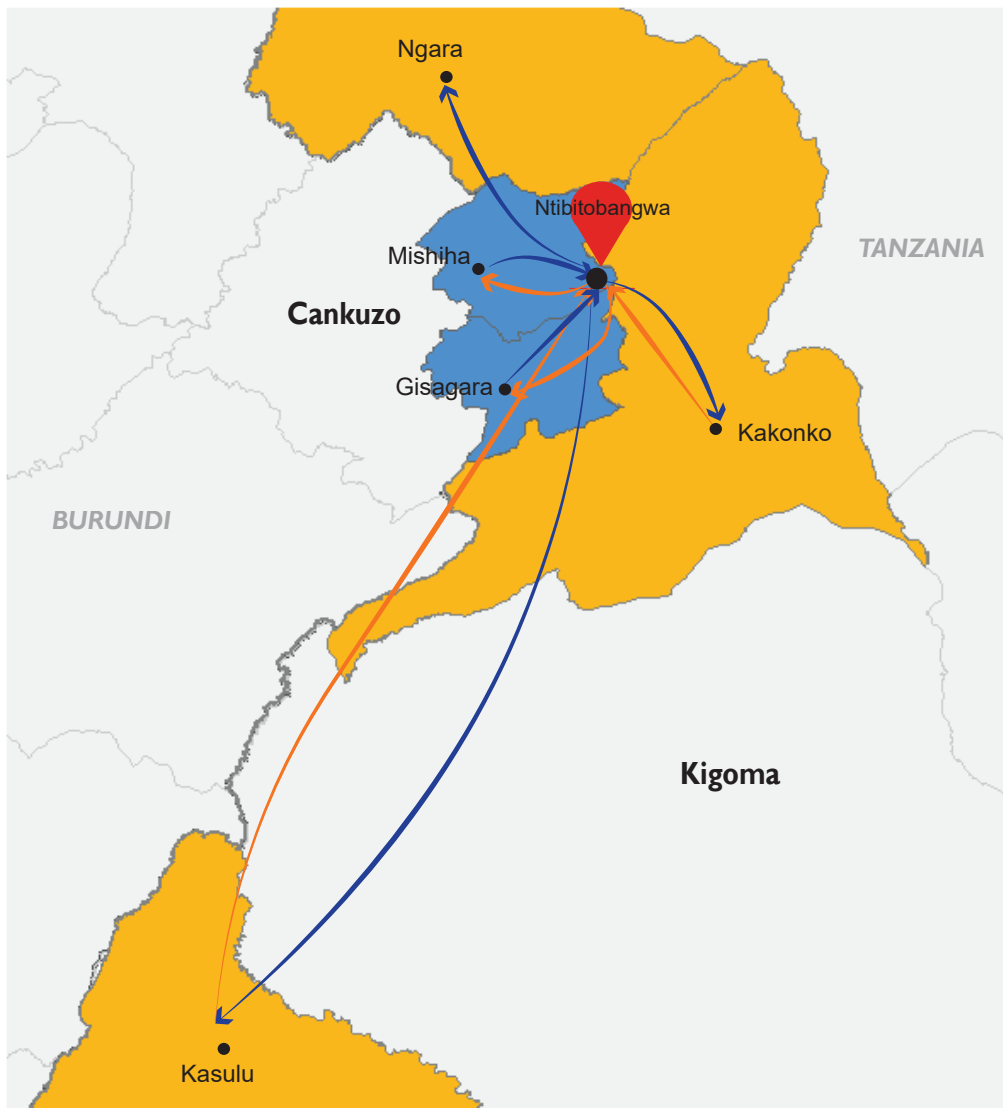 Ngara
Ntibitobangwa
TANZANIA
Mishiha
Cankuzo
Gisagara
Kakonko
BURUNDI
Kigoma
Kasulu